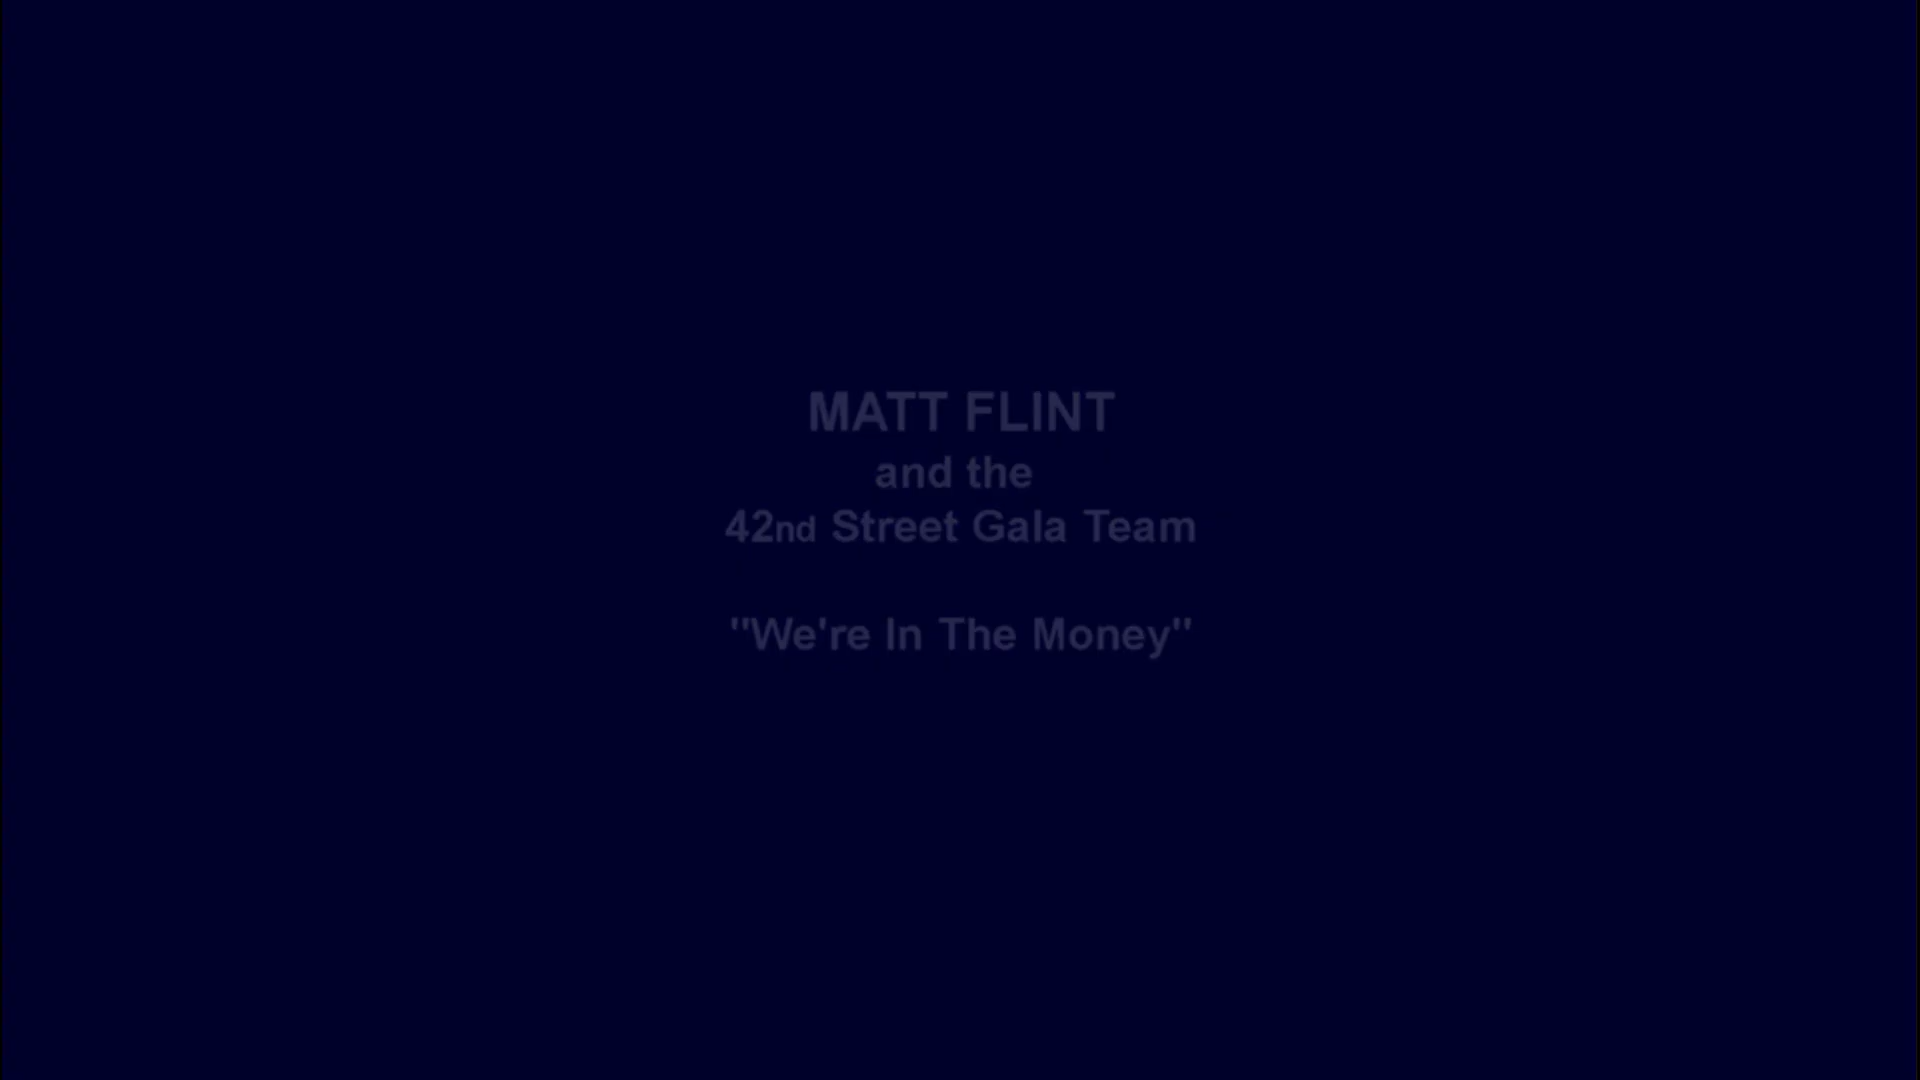 MATT FLINT
and the
42nd Street Gala Team
"We're In The Money"